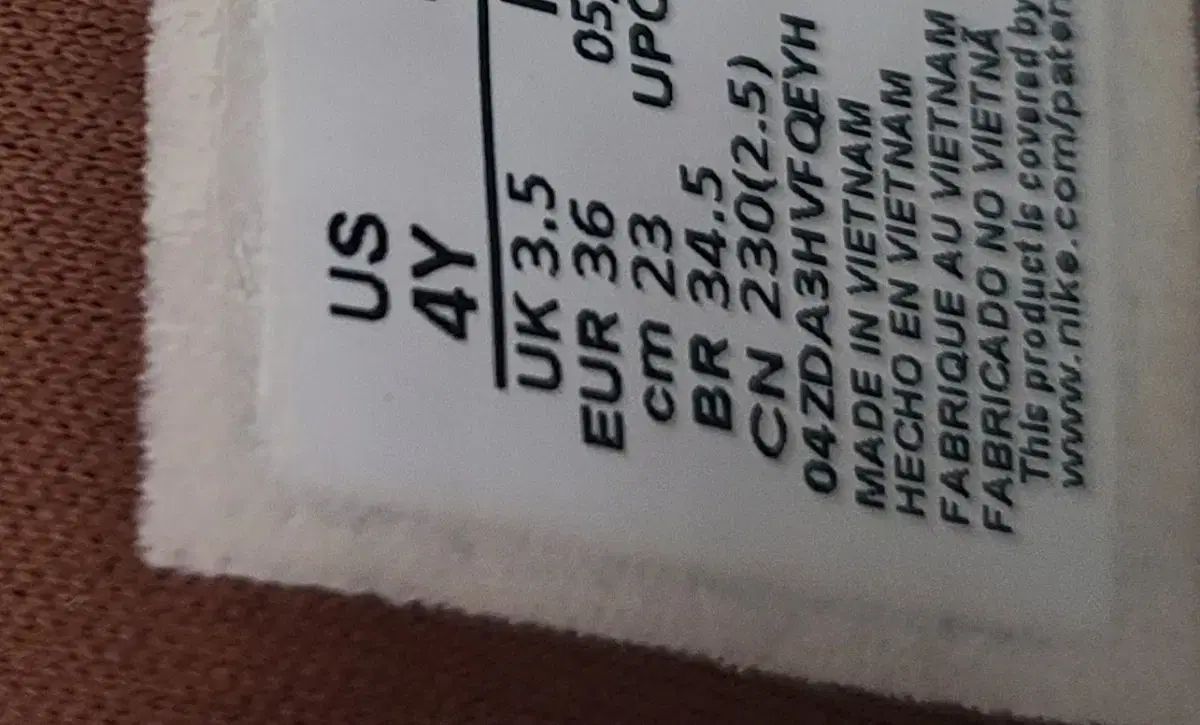 US
4Y
UK 3.5
EUR 36
cm 23
BR 34.5
CN 230(2.5)
05
UPC
04ZDA3HVFQEYH
MADE IN VIETNAM
HECHO EN VIETNAM
FABRIQUE AU VIETNAM
FABRICADO NO VIETNÃ
This product is covered by
www.nike.com/paten